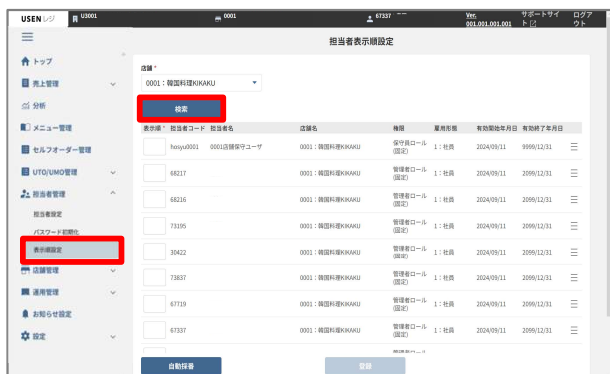 USENレジ U3001 0001 67337 Ver. 001.001.001.001 サポートサイト ログアウト
担当者表示順設定
トップ
売上管理
分析
メニュー管理
セルフオーダー管理
UTO/UMO管理
担当者管理
担当者設定
パスワード初期化
表示順設定
店舗管理
運用管理
お知らせ設定
設定
店舗 *
0001：韓国料理KIKAKU
検索
表示順 * 担当者コード 担当者名 店舗名 権限 雇用形態 有効開始年月日 有効終了年月日
hosyu0001 0001店舗保守ユーザ 0001：韓国料理KIKAKU 保守員ロール(固定) 1：社員 2024/09/11 9999/12/31
68217 0001：韓国料理KIKAKU 管理者ロール(固定) 1：社員 2024/09/11 2099/12/31
68216 0001：韓国料理KIKAKU 管理者ロール(固定) 1：社員 2024/09/11 2099/12/31
73195 0001：韓国料理KIKAKU 管理者ロール(固定) 1：社員 2024/09/11 2099/12/31
30422 0001：韓国料理KIKAKU 管理者ロール(固定) 1：社員 2024/09/11 2099/12/31
73837 0001：韓国料理KIKAKU 管理者ロール(固定) 1：社員 2024/09/11 2099/12/31
67719 0001：韓国料理KIKAKU 管理者ロール(固定) 1：社員 2024/09/11 2099/12/31
67337 0001：韓国料理KIKAKU 管理者ロール(固定) 1：社員 2024/09/11 2099/12/31
自動採番
登録